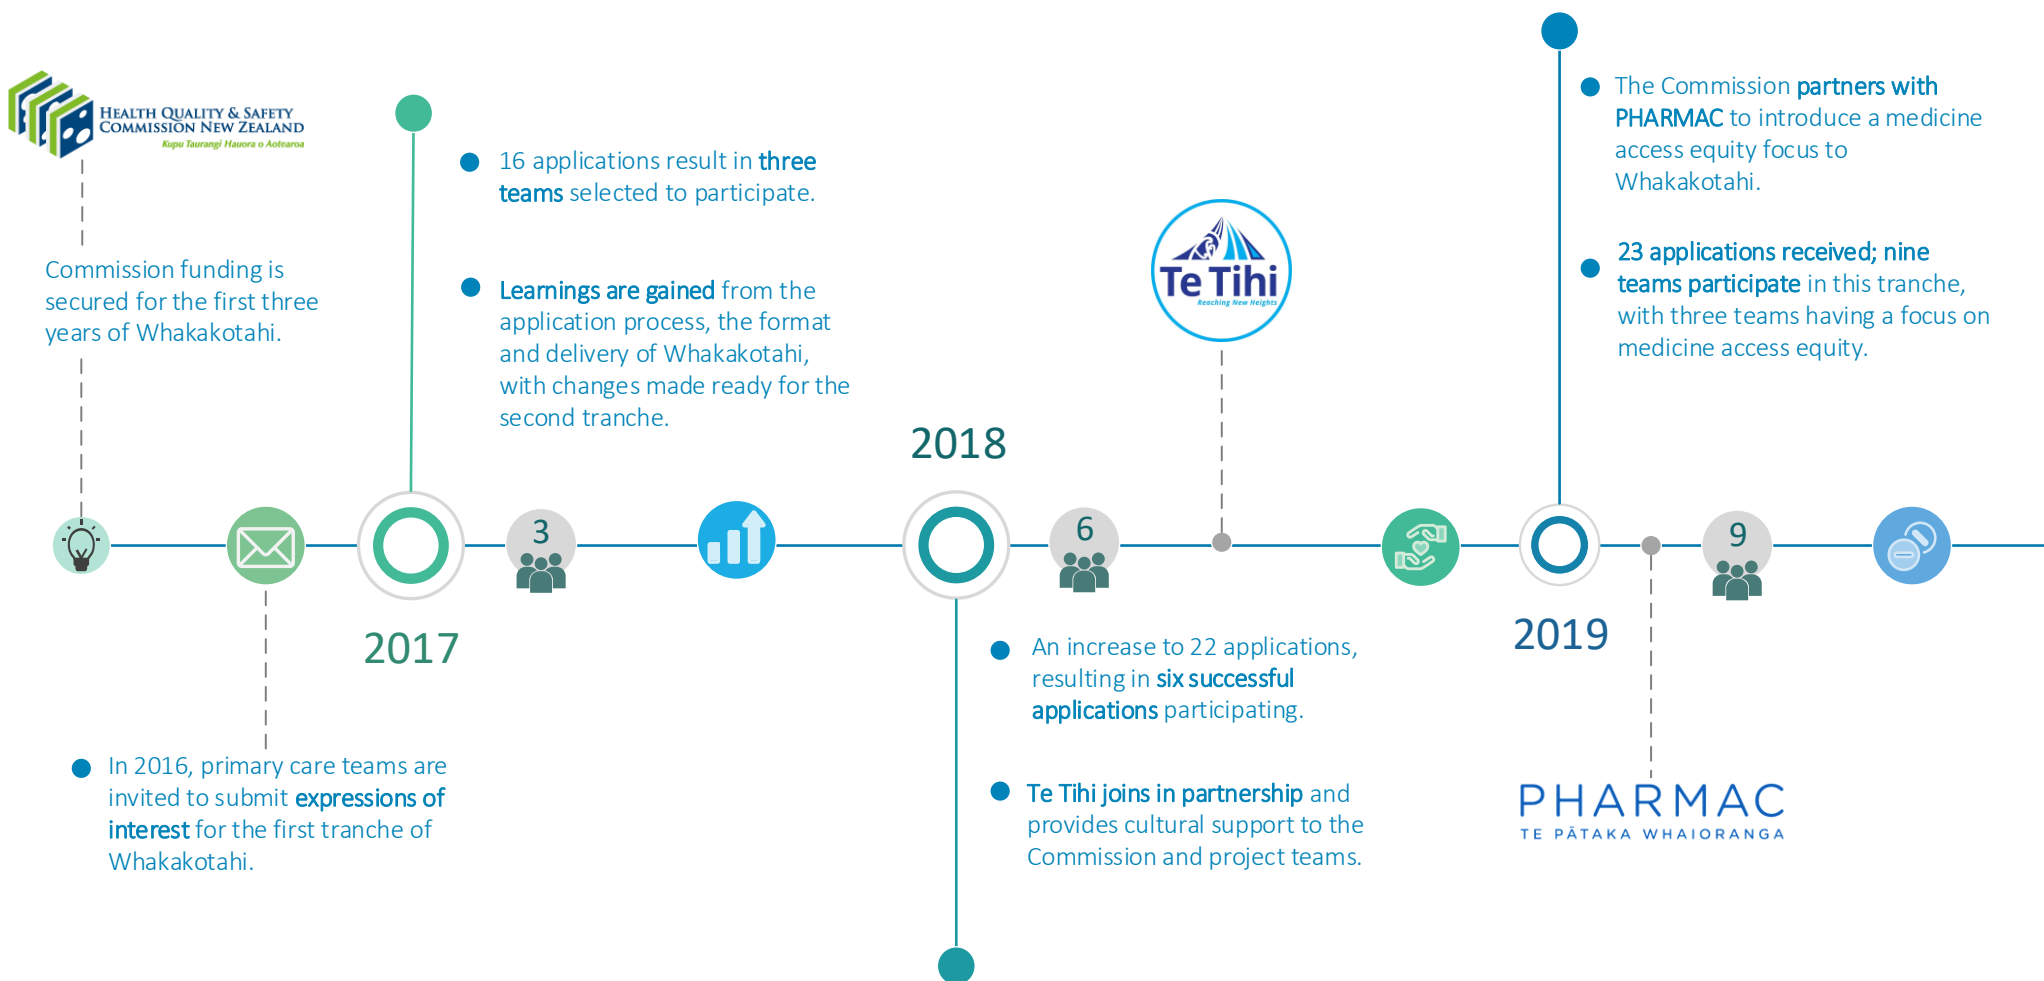 HEALTH QUALITY & SAFETY
COMMISSION NEW ZEALAND
Kupu Taurangi Hauora o Aotearoa
Commission funding is
secured for the first three
years of Whakakotahi.
In 2016, primary care teams are
invited to submit expressions of
interest for the first tranche of
Whakakotahi.
2017
16 applications result in three
teams selected to participate.
Learnings are gained from the
application process, the format
and delivery of Whakakotahi,
with changes made ready for the
second tranche.
3
2018
6
An increase to 22 applications,
resulting in six successful
applications participating.
Te Tihi joins in partnership and
provides cultural support to the
Commission and project teams.
Te Tihi
Reaching New Heights
2019
The Commission partners with
PHARMAC to introduce a medicine
access equity focus to
Whakakotahi.
23 applications received; nine
teams participate in this tranche,
with three teams having a focus on
medicine access equity.
9
PHARMAC
TE PĀTAKA WHAIORANGA